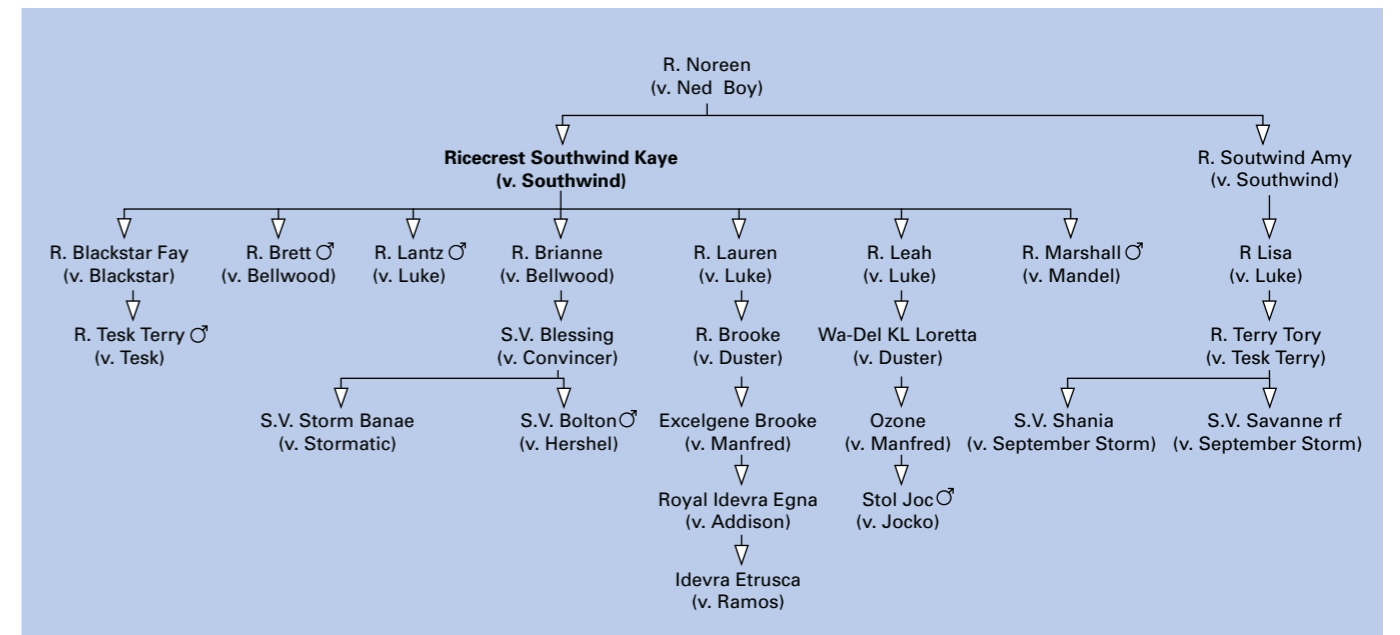 R. Noreen
(v. Ned Boy)
Ricecrest Southwind Kaye
(v. Southwind)
R. Soutwind Amy
(v. Southwind)
R. Blackstar Fay
(v. Blackstar)
R. Brett ♂
(v. Bellwood)
R. Lantz ♂
(v. Luke)
R. Brianne
(v. Bellwood)
R. Lauren
(v. Luke)
R. Leah
(v. Luke)
R. Marshall ♂
(v. Mandel)
R Lisa
(v. Luke)
R. Tesk Terry ♂
(v. Tesk)
S.V. Blessing
(v. Convincer)
R. Brooke
(v. Duster)
Wa-Del KL Loretta
(v. Duster)
R. Terry Tory
(v. Tesk Terry)
S.V. Storm Banae
(v. Stormatic)
S.V. Bolton ♂
(v. Hershel)
Excelgene Brooke
(v. Manfred)
Ozone
(v. Manfred)
S.V. Shania
(v. September Storm)
S.V. Savanne rf
(v. September Storm)
Royal Idevra Egna
(v. Addison)
Stol Joc ♂
(v. Jocko)
Idevra Etrusca
(v. Ramos)